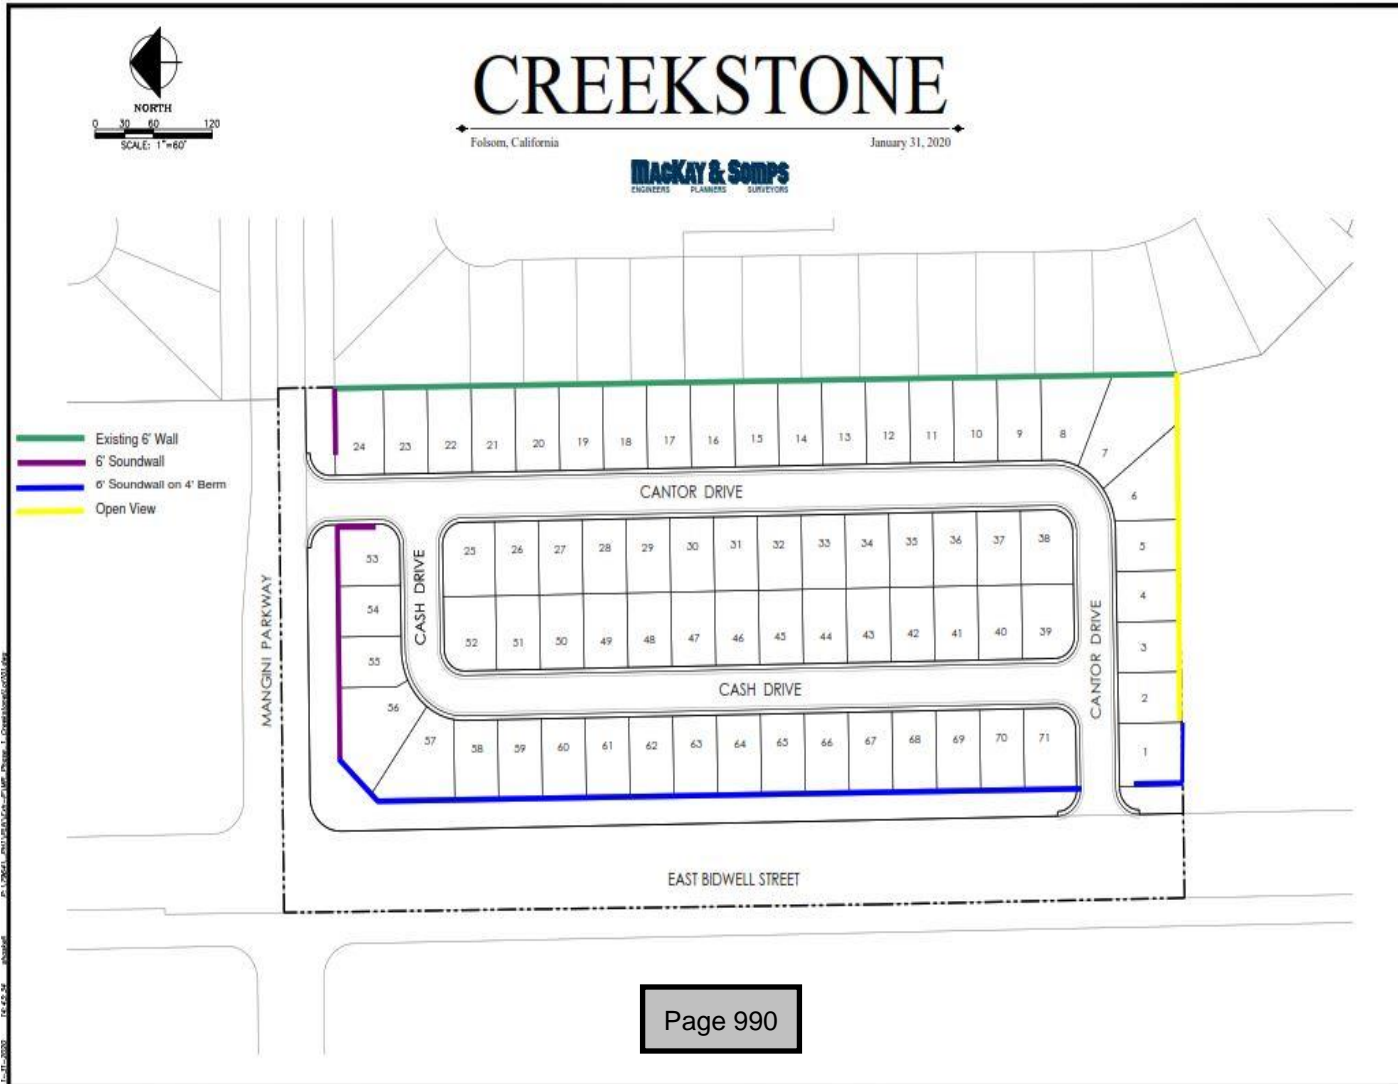 CREEKSTONE
NORTH
0 30 60 120
SCALE: 1"=60'
Folsom, California
January 31, 2020
MACKAY & SOMPS
ENGINEERS PLANNERS SURVEYORS
Existing 6' Wall
6' Soundwall
6' Soundwall on 4' Berm
Open View
24 23 22 21 20 19 18 17 16 15 14 13 12 11 10 9 8
7
6
CANTOR DRIVE
25 26 27 28 29 30 31 32 33 34 35 36 37 38
5
53
CASH DRIVE
4
54
MANGINI PARKWAY
52 51 50 49 48 47 46 45 44 43 42 41 40 39
CANTOR DRIVE
3
55
CASH DRIVE
2
56
57 58 59 60 61 62 63 64 65 66 67 68 69 70 71
1
EAST BIDWELL STREET
Page 990